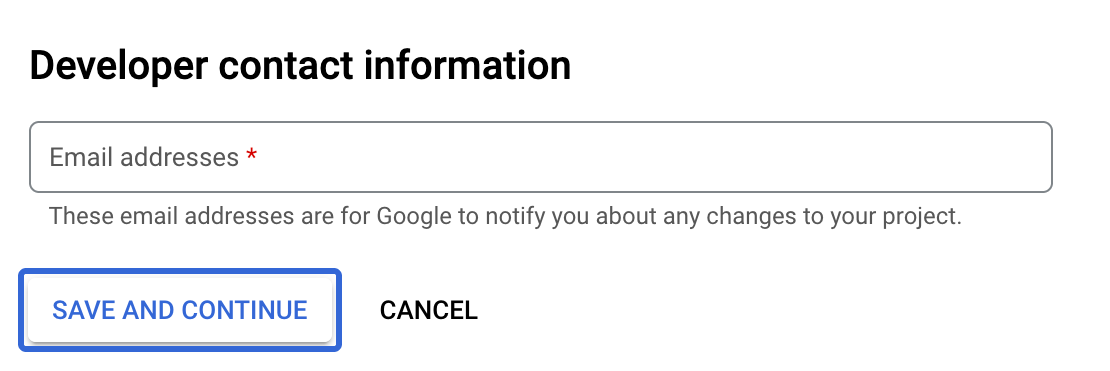 Developer contact information
Email addresses *
These email addresses are for Google to notify you about any changes to your project.
SAVE AND CONTINUE
CANCEL